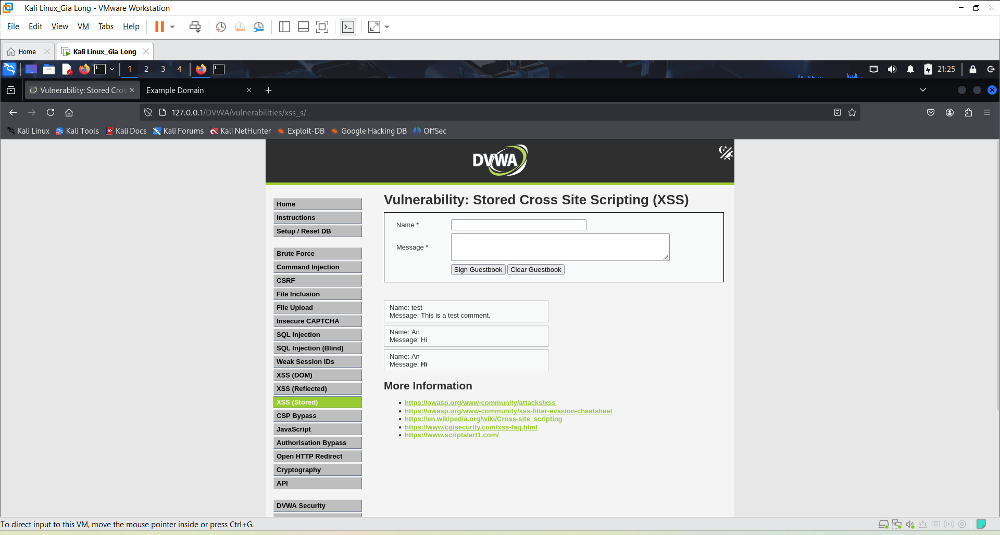 Kali Linux_Gia Long - VMware Workstation
File Edit View VM Tabs Help
Home Kali Linux_Gia Long
1 2 3 4 21:25
Vulnerability: Stored Cros Example Domain
127.0.0.1/DVWA/vulnerabilities/xss_s/
Kali Linux Kali Tools Kali Docs Kali Forums Kali NetHunter Exploit-DB Google Hacking DB OffSec
DVWA
Home
Instructions
Setup / Reset DB
Brute Force
Command Injection
CSRF
File Inclusion
File Upload
Insecure CAPTCHA
SQL Injection
SQL Injection (Blind)
Weak Session IDs
XSS (DOM)
XSS (Reflected)
XSS (Stored)
CSP Bypass
JavaScript
Authorisation Bypass
Open HTTP Redirect
Cryptography
API
DVWA Security
Vulnerability: Stored Cross Site Scripting (XSS)
Name *
Message *
Sign Guestbook Clear Guestbook
Name: test
Message: This is a test comment.
Name: An
Message: Hi
Name: An
Message: Hi
More Information
https://owasp.org/www-community/attacks/xss
https://owasp.org/www-community/xss-filter-evasion-cheatsheet
https://en.wikipedia.org/wiki/Cross-site_scripting
https://www.cgisecurity.com/xss-faq.html
https://www.scriptalert1.com/
To direct input to this VM, move the mouse pointer inside or press Ctrl+G.